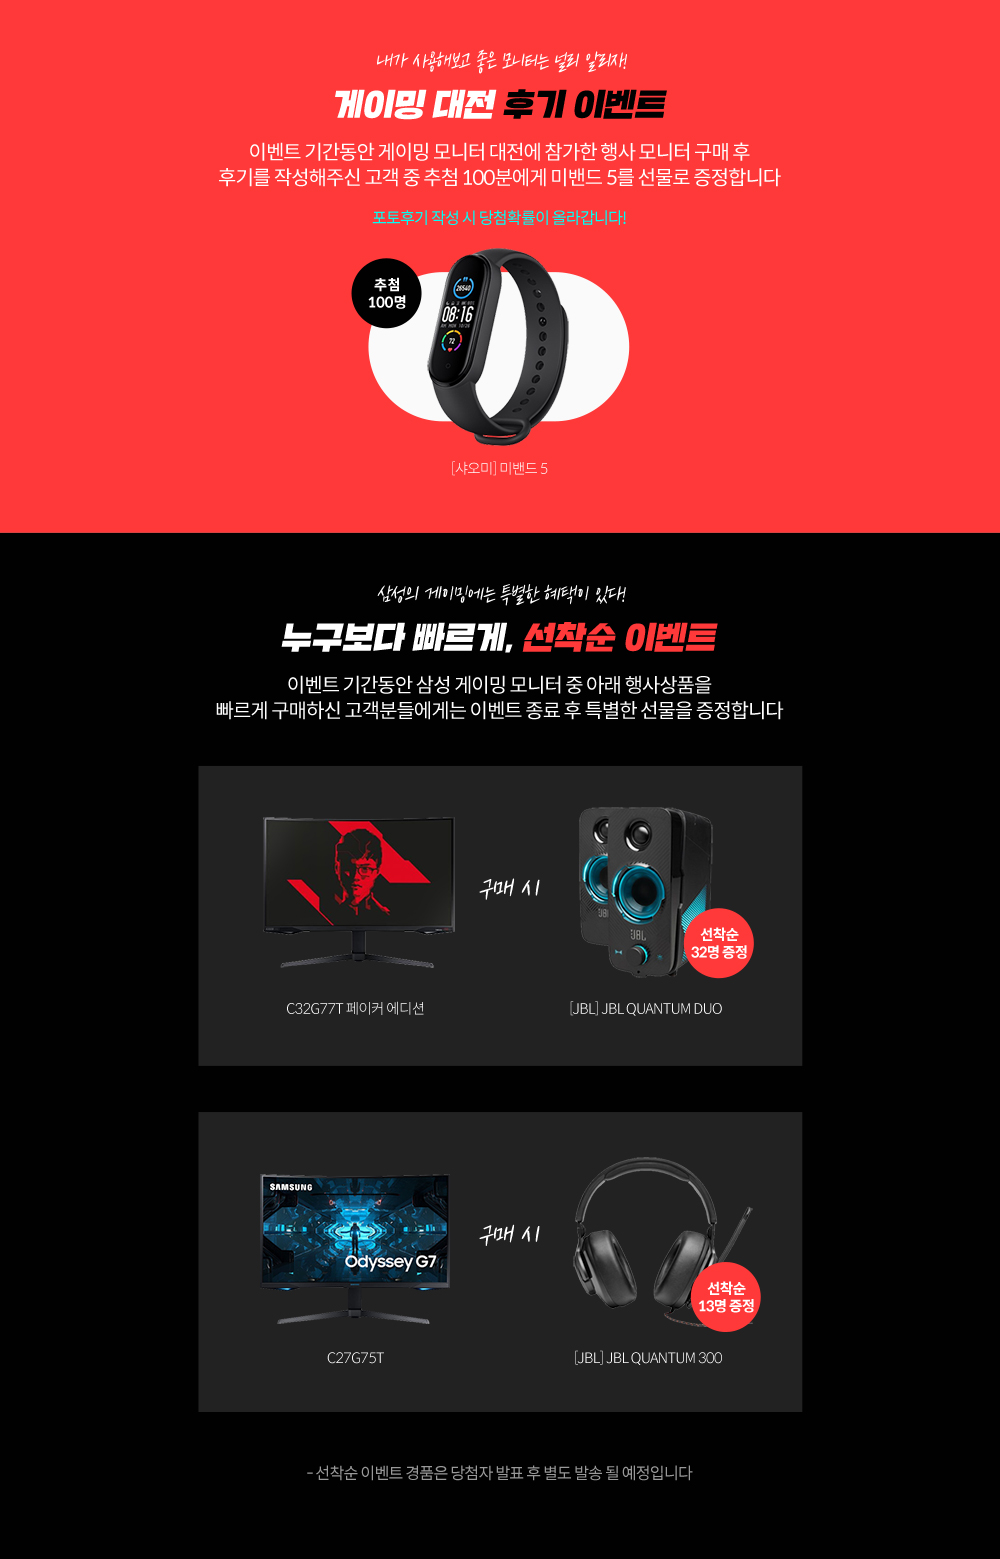 내가 사용해보고 좋은 모니터는 널리 알리자!
게이밍 대전 후기 이벤트
이벤트 기간동안 게이밍 모니터 대전에 참가한 행사 모니터 구매 후
후기를 작성해주신 고객 중 추첨 100분에게 미밴드 5를 선물로 증정합니다
포토후기 작성 시 당첨확률이 올라갑니다!
추첨
100명
26540
08:16
72
[샤오미] 미밴드 5
삼성의 게이밍에는 특별한 혜택이 있다!
누구보다 빠르게, 선착순 이벤트
이벤트 기간동안 삼성 게이밍 모니터 중 아래 행사상품을
빠르게 구매하신 고객분들에게는 이벤트 종료 후 특별한 선물을 증정합니다
구매 시
JBL
JBL
선착순
32명 증정
C32G77T 페이커 에디션
[JBL] JBL QUANTUM DUO
SAMSUNG
Odyssey G7
구매 시
선착순
13명 증정
C27G75T
[JBL] JBL QUANTUM 300
- 선착순 이벤트 경품은 당첨자 발표 후 별도 발송 될 예정입니다